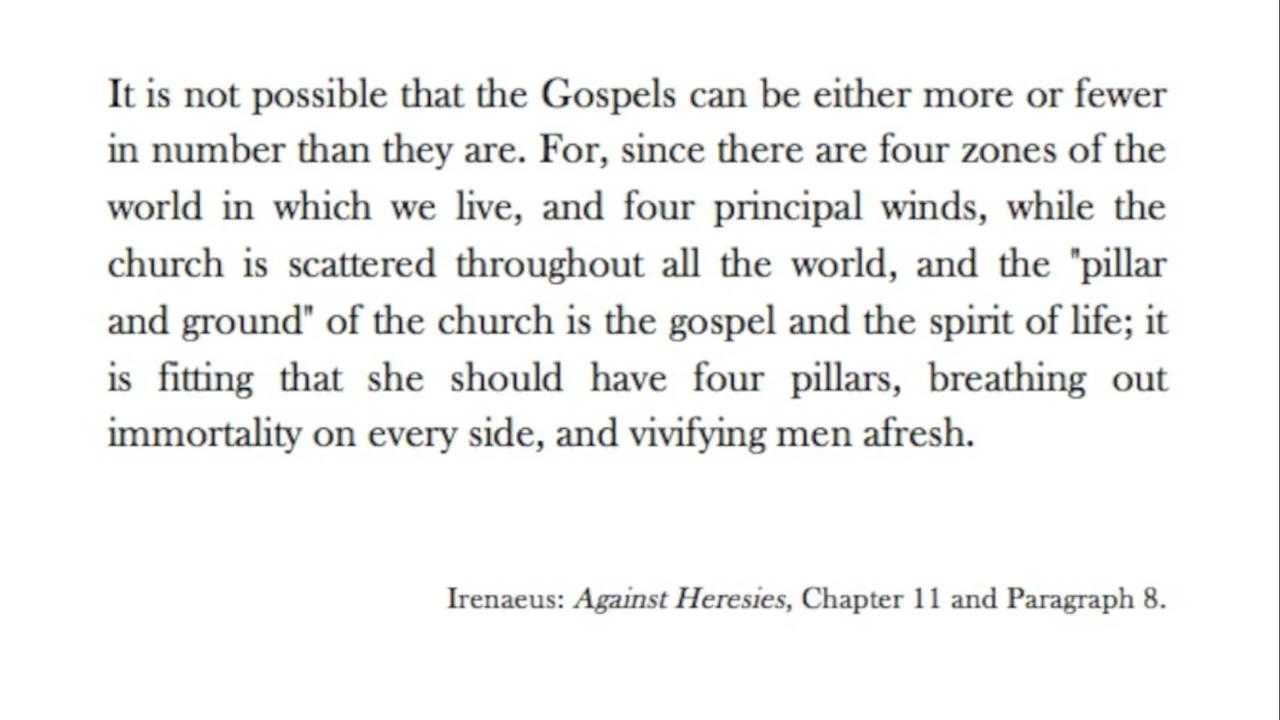 It is not possible that the Gospels can be either more or fewer
in number than they are. For, since there are four zones of the
world in which we live, and four principal winds, while the
church is scattered throughout all the world, and the "pillar
and ground" of the church is the gospel and the spirit of life; it
is fitting that she should have four pillars, breathing out
immortality on every side, and vivifying men afresh.
Irenaeus: Against Heresies, Chapter 11 and Paragraph 8.